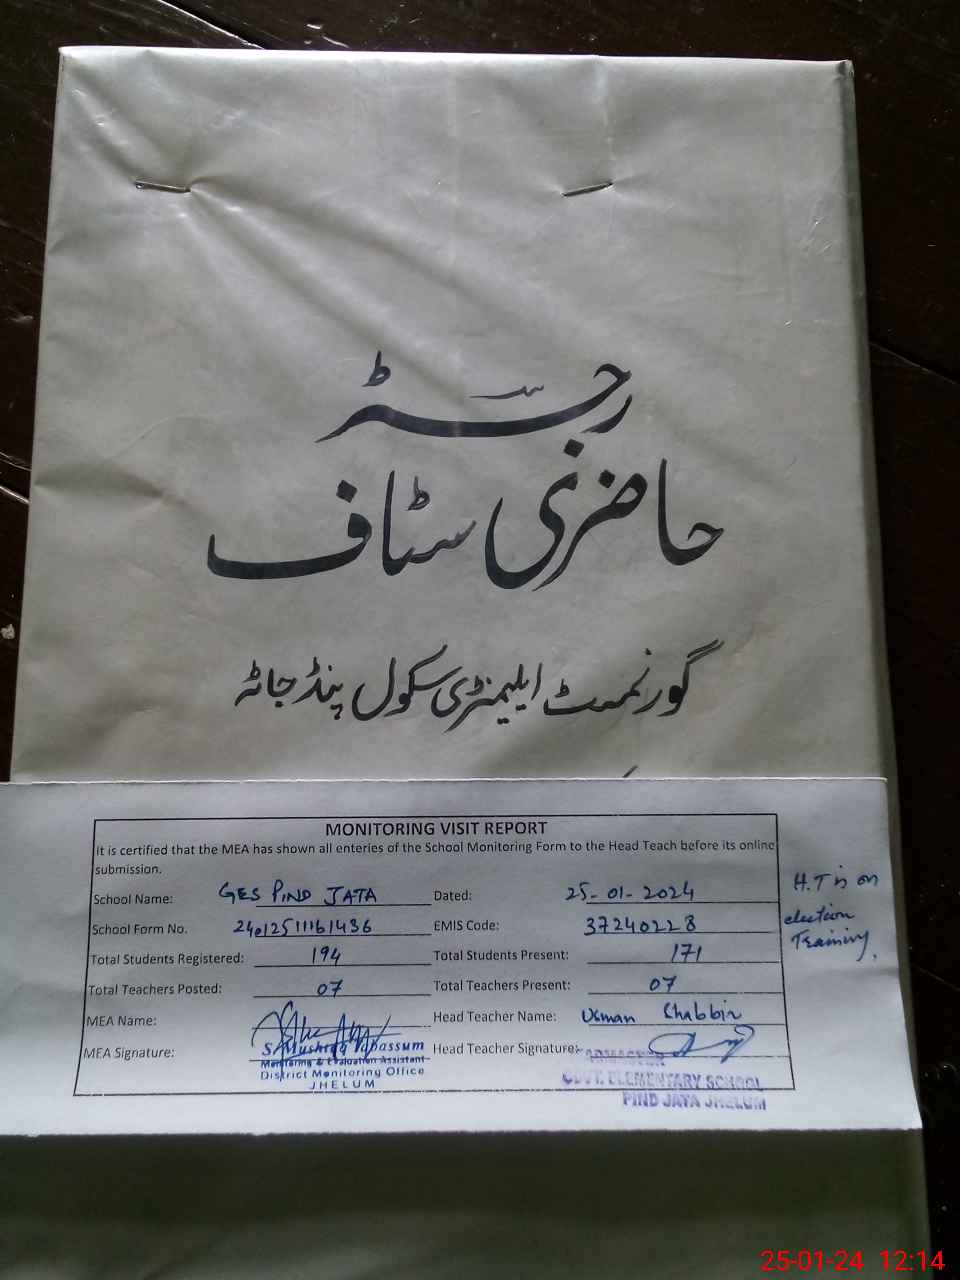 رجسٹر
حاضری سٹاف
گورنمنٹ ایلیمنٹری سکول پنڈ جاٹہ
MONITORING VISIT REPORT
It is certified that the MEA has shown all enteries of the School Monitoring Form to the Head Teach before its online
submission.
School Name: GES PIND JATA Dated: 25-01-2024
School Form No. 24012511161436 EMIS Code: 37240228
Total Students Registered: 194 Total Students Present: 171
Total Teachers Posted: 07 Total Teachers Present: 07
MEA Name: Head Teacher Name: Usman Shabbir
MEA Signature: Head Teacher Signature:
S. Mushtaq Tabassum
Monitoring & Evaluation Assistant
District Monitoring Office
JHELUM
GOVT. ELEMENTARY SCHOOL
PIND JATA JHELUM
H.T is on
election
Training.
25-01-24 12:14